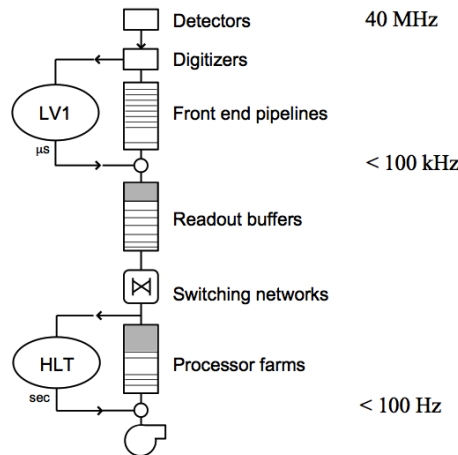 Detectors 40 MHz
Digitizers
LV1
Front end pipelines
μs
< 100 kHz
Readout buffers
Switching networks
HLT
Processor farms
sec
< 100 Hz